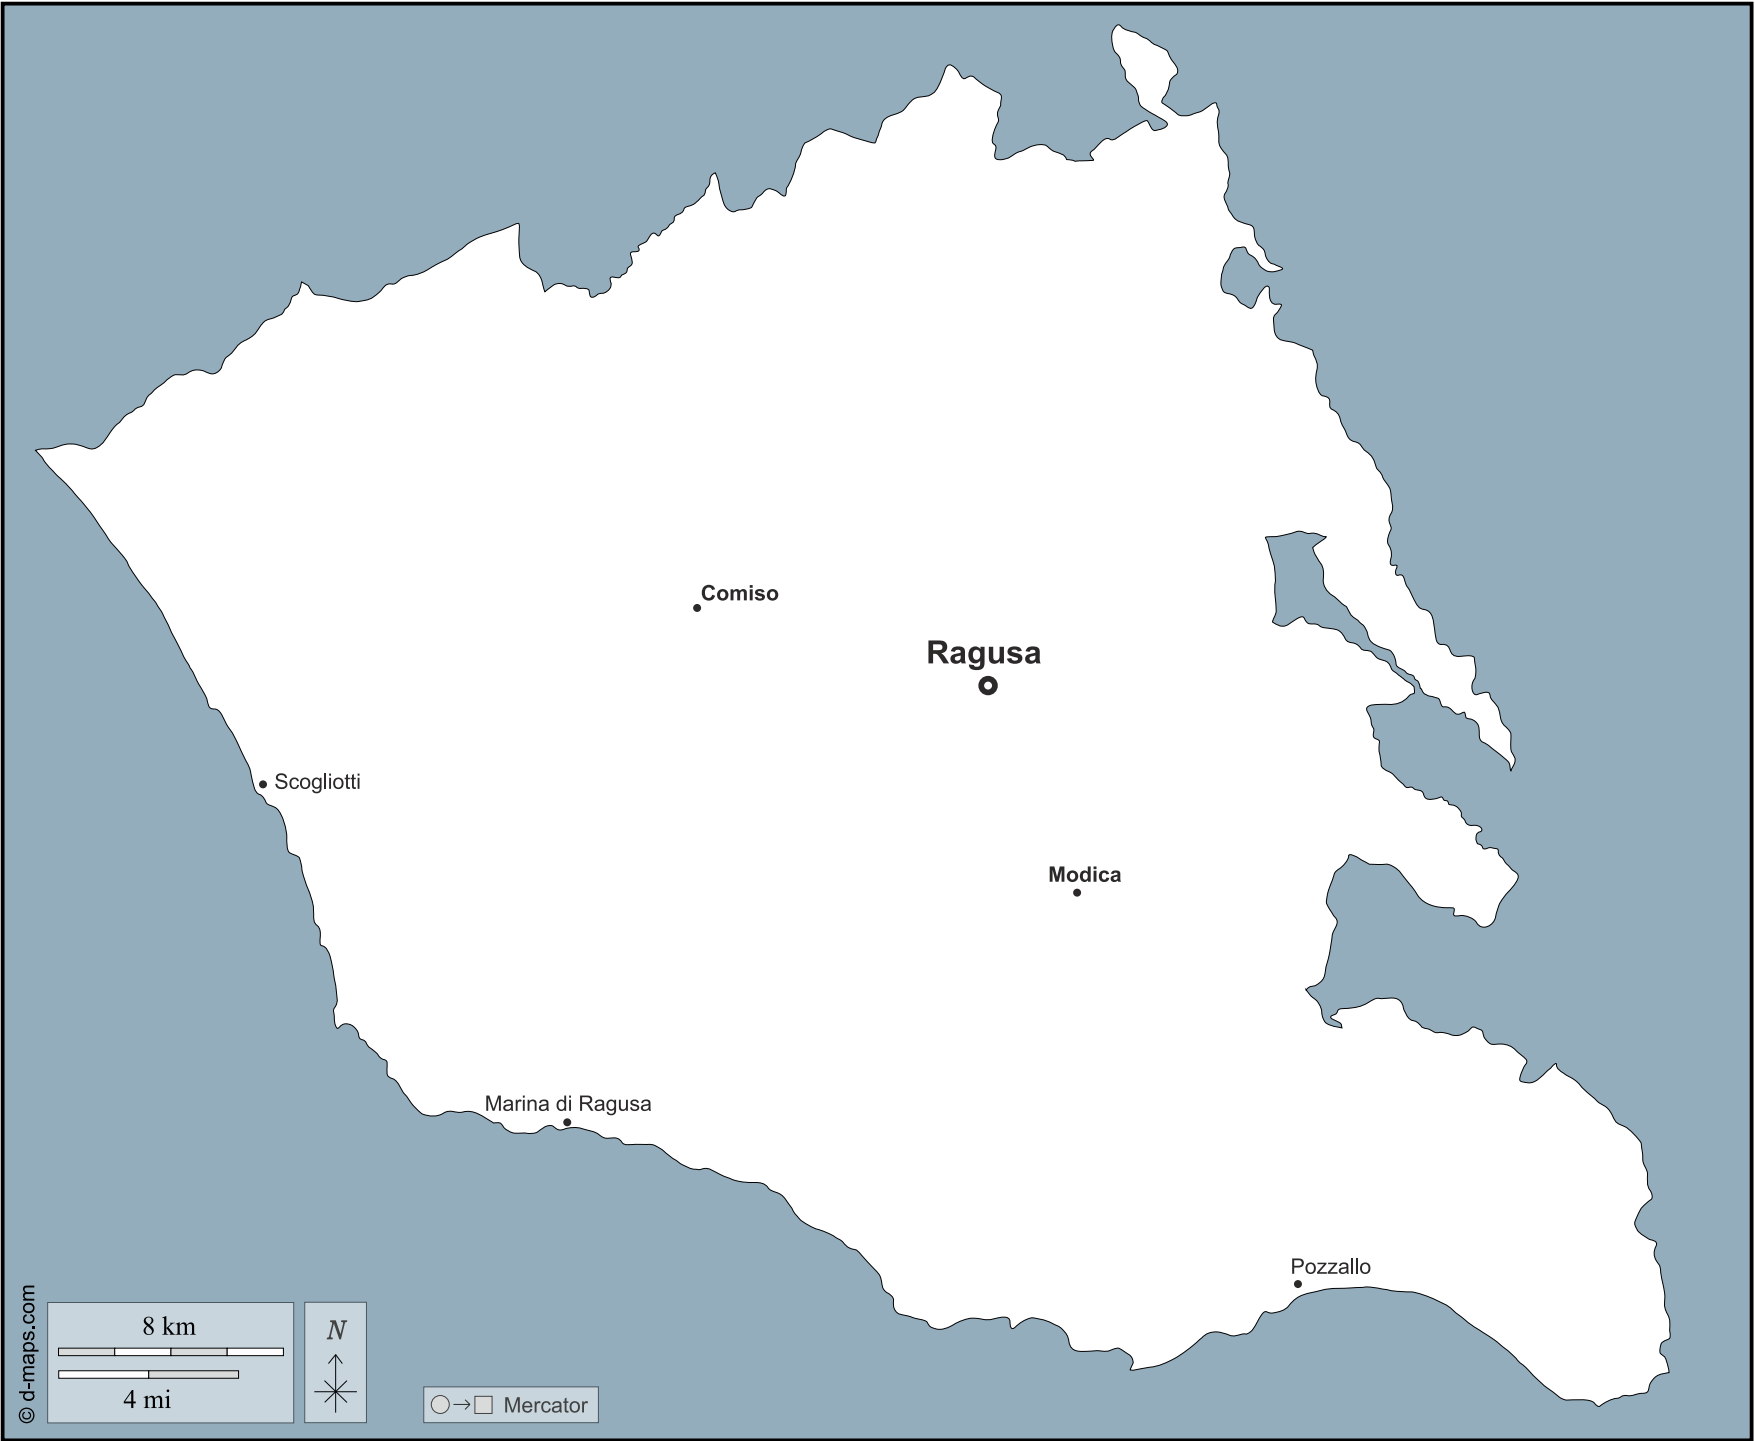 Comiso
Ragusa
Scogliotti
Modica
Marina di Ragusa
Pozzallo
© d-maps.com
8 km
4 mi
N
Mercator